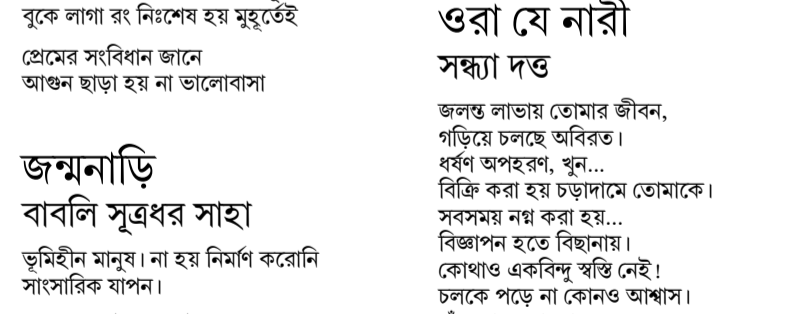 বুকে লাগা রং নিঃশেষ হয় মুহূর্তেই
প্রেমের সংবিধান জানে
আগুন ছাড়া হয় না ভালোবাসা
জন্মনাড়ি
বাবলি সূত্রধর সাহা
ভূমিহীন মানুষ। না হয় নির্মাণ করোনি
সাংসারিক যাপন।
ওরা যে নারী
সন্ধ্যা দত্ত
জলন্ত লাভায় তোমার জীবন,
গড়িয়ে চলছে অবিরত।
ধর্ষণ অপহরণ, খুন...
বিক্রি করা হয় চড়াদামে তোমাকে।
সবসময় নগ্ন করা হয়...
বিজ্ঞাপন হতে বিছানায়।
কোথাও একবিন্দু স্বস্তি নেই!
চলকে পড়ে না কোনও আশ্বাস।